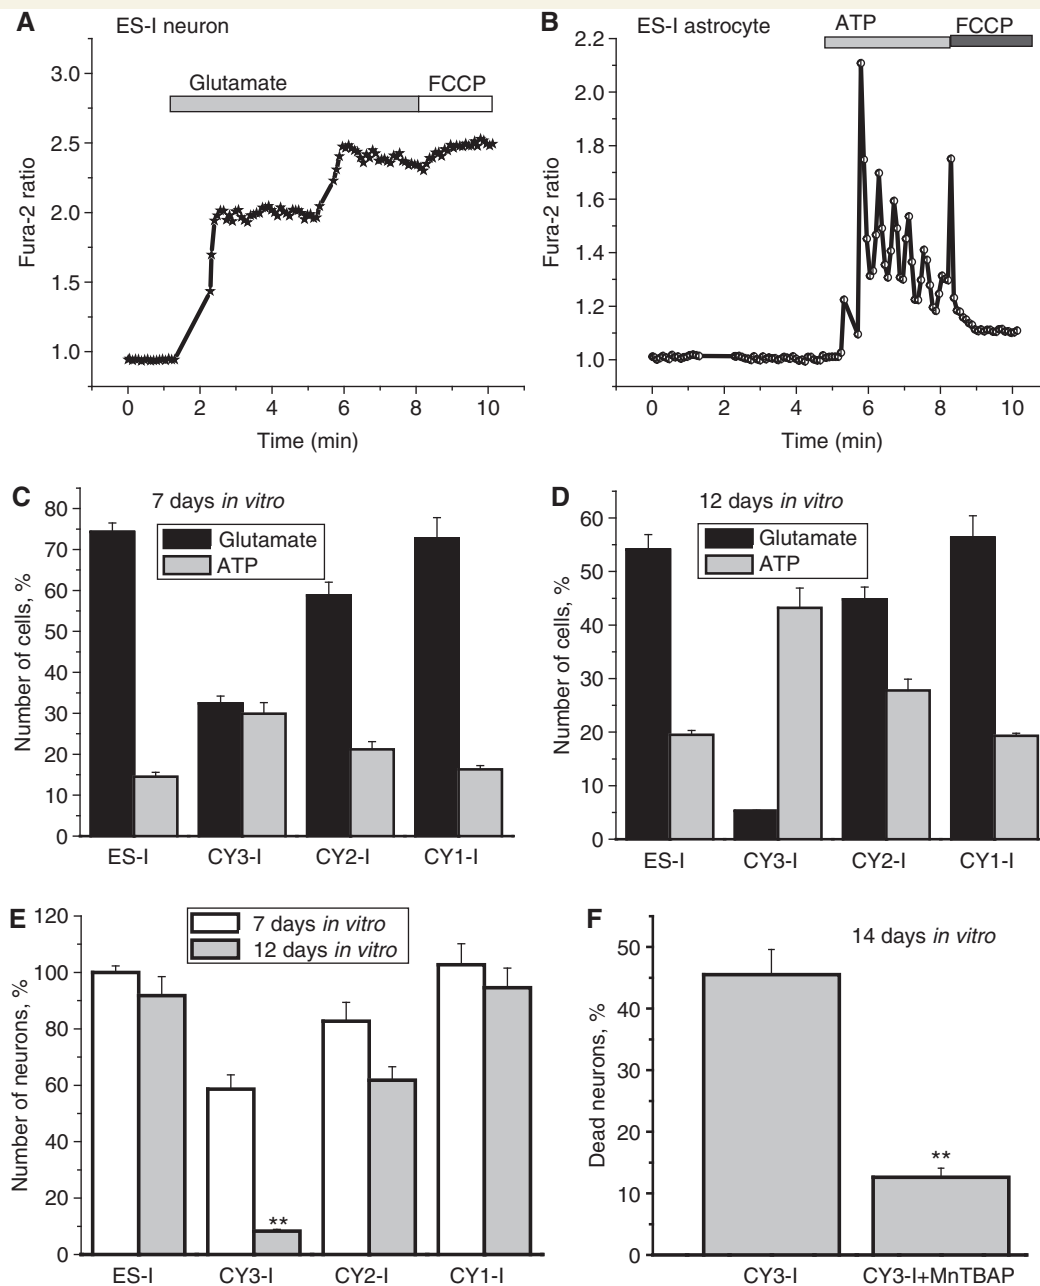 A
ES-I neuron
Glutamate
FCCP
3.0
2.5
2.0
1.5
1.0
Fura-2 ratio
0
2
4
6
8
10
Time (min)
B
ES-I astrocyte
ATP
FCCP
2.2
2.0
1.8
1.6
1.4
1.2
1.0
Fura-2 ratio
0
2
4
6
8
10
Time (min)
C
7 days in vitro
Glutamate
ATP
80
70
60
50
40
30
20
10
0
Number of cells, %
ES-I
CY3-I
CY2-I
CY1-I
D
12 days in vitro
Glutamate
ATP
60
50
40
30
20
10
0
Number of cells, %
ES-I
CY3-I
CY2-I
CY1-I
E
7 days in vitro
12 days in vitro
120
100
80
60
40
20
0
Number of neurons, %
**
ES-I
CY3-I
CY2-I
CY1-I
F
14 days in vitro
50
40
30
20
10
0
Dead neurons, %
**
CY3-I
CY3-I+MnTBAP